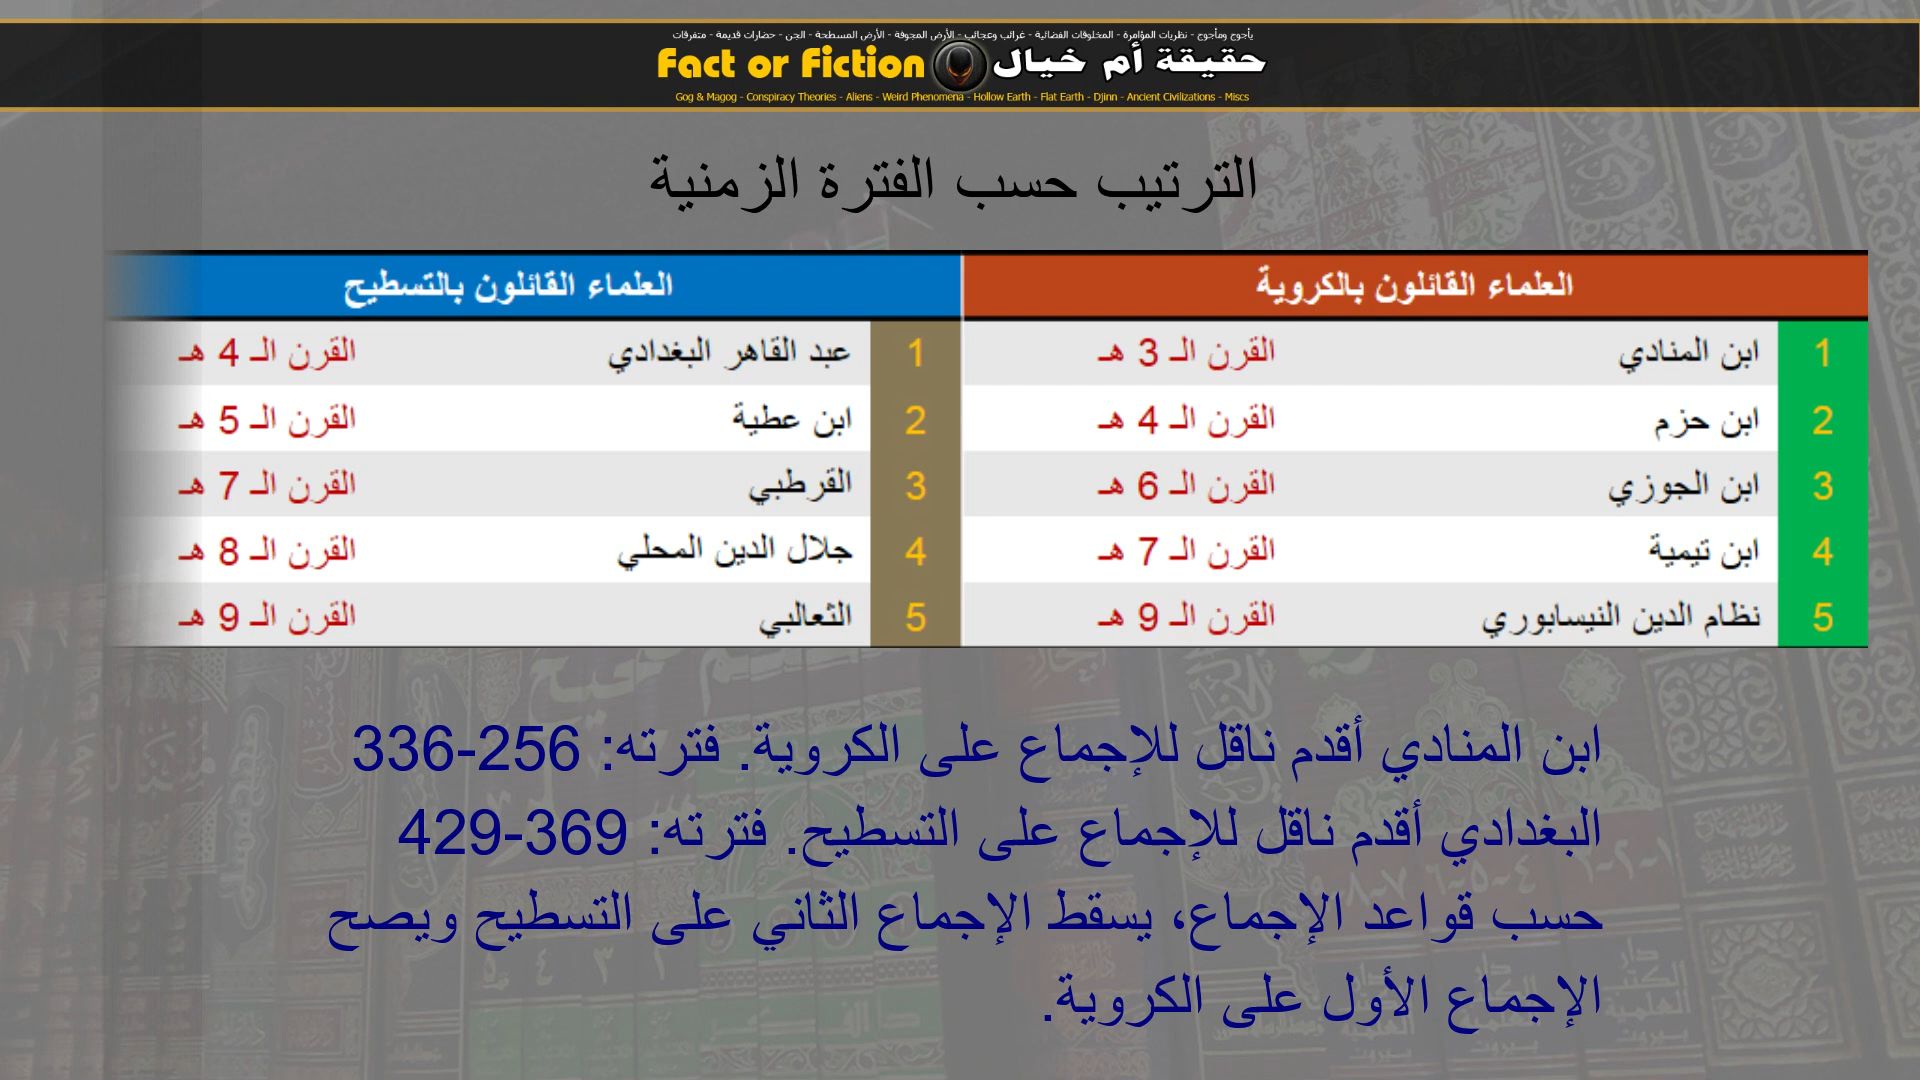 يأجوج ومأجوج - نظريات المؤامرة - المخلوقات الفضائية - غرائب وعجائب - الأرض المجوفة - الأرض المسطحة - الجن - حضارات قديمة - متفرقات
حقيقة أم خيال Fact or Fiction
Gog & Magog - Conspiracy Theories - Aliens - Weird Phenomena - Hollow Earth - Flat Earth - Djinn - Ancient Civilizations - Miscs
الترتيب حسب الفترة الزمنية
العلماء القائلون بالكروية العلماء القائلون بالتسطيح
1 ابن المنادي القرن الـ 3 هـ 1 عبد القاهر البغدادي القرن الـ 4 هـ
2 ابن حزم القرن الـ 4 هـ 2 ابن عطية القرن الـ 5 هـ
3 ابن الجوزي القرن الـ 6 هـ 3 القرطبي القرن الـ 7 هـ
4 ابن تيمية القرن الـ 7 هـ 4 جلال الدين المحلي القرن الـ 8 هـ
5 نظام الدين النيسابوري القرن الـ 9 هـ 5 الثعالبي القرن الـ 9 هـ
ابن المنادي أقدم ناقل للإجماع على الكروية. فترته: 256-336
البغدادي أقدم ناقل للإجماع على التسطيح. فترته: 369-429
حسب قواعد الإجماع، يسقط الإجماع الثاني على التسطيح ويصح
الإجماع الأول على الكروية.